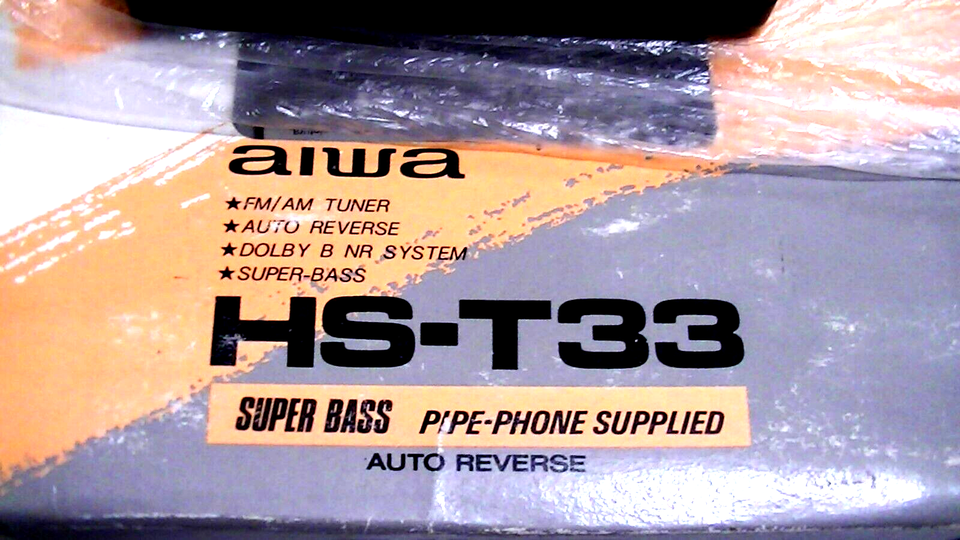 aiwa
★FM/AM TUNER
★AUTO REVERSE
★DOLBY B NR SYSTEM
★SUPER-BASS
HS-T33
SUPER BASS PIPE-PHONE SUPPLIED
AUTO REVERSE